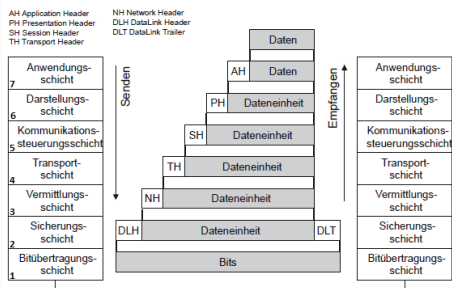 AH Application Header
PH Presentation Header
SH Session Header
TH Transport Header
NH Network Header
DLH DataLink Header
DLT DataLink Trailer
7
Anwendungs-
schicht
6
Darstellungs-
schicht
5
Kommunikations-
steuerungsschicht
4
Transport-
schicht
3
Vermittlungs-
schicht
2
Sicherungs-
schicht
1
Bitübertragungs-
schicht
Senden
Daten
AH Daten
PH Dateneinheit
SH Dateneinheit
TH Dateneinheit
NH Dateneinheit
DLH Dateneinheit DLT
Bits
Empfangen
Anwendungs-
schicht
Darstellungs-
schicht
Kommunikations-
steuerungsschicht
Transport-
schicht
Vermittlungs-
schicht
Sicherungs-
schicht
Bitübertragungs-
schicht